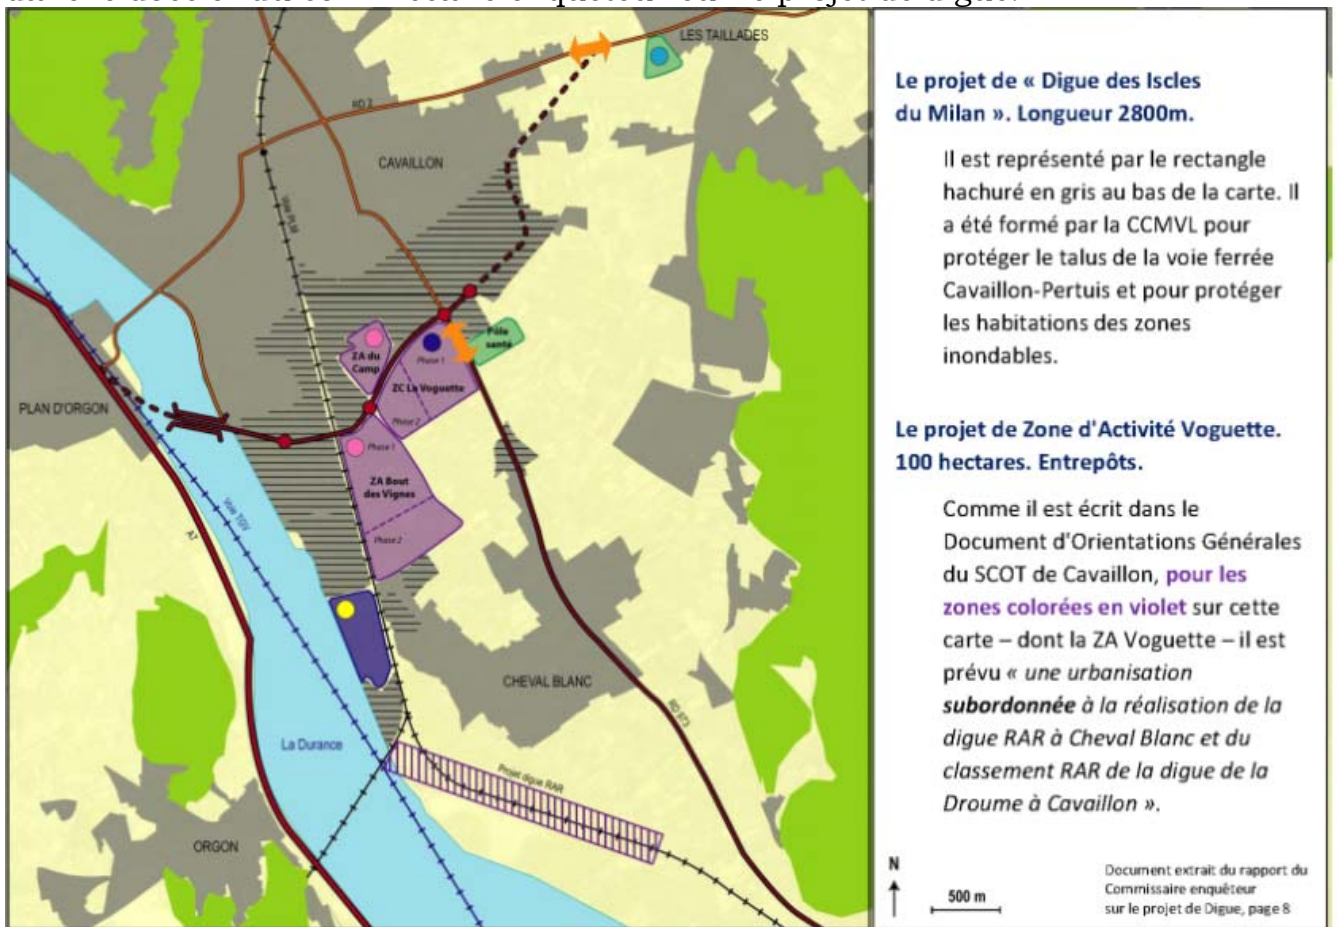 LES TAILLADES
RD 2
CAVAILLON
Voie PLM
Pôle
santé
ZA du
Camp
Phase 1
ZC La Voguette
Phase 2
PLAN D'ORGON
Phase 1
ZA Bout
des Vignes
Phase 2
Voie TGV
A7
CHEVAL BLANC
RD 973
La Durance
Projet digue RAR
ORGON
Le projet de « Digue des Iscles
du Milan ». Longueur 2800m.
Il est représenté par le rectangle
hachuré en gris au bas de la carte. Il
a été formé par la CCMVL pour
protéger le talus de la voie ferrée
Cavaillon-Pertuis et pour protéger
les habitations des zones
inondables.
Le projet de Zone d'Activité Voguette.
100 hectares. Entrepôts.
Comme il est écrit dans le
Document d'Orientations Générales
du SCOT de Cavaillon, pour les
zones colorées en violet sur cette
carte – dont la ZA Voguette – il est
prévu « une urbanisation
subordonnée à la réalisation de la
digue RAR à Cheval Blanc et du
classement RAR de la digue de la
Droume à Cavaillon ».
N
500 m
Document extrait du rapport du
Commissaire enquêteur
sur le projet de Digue, page 8